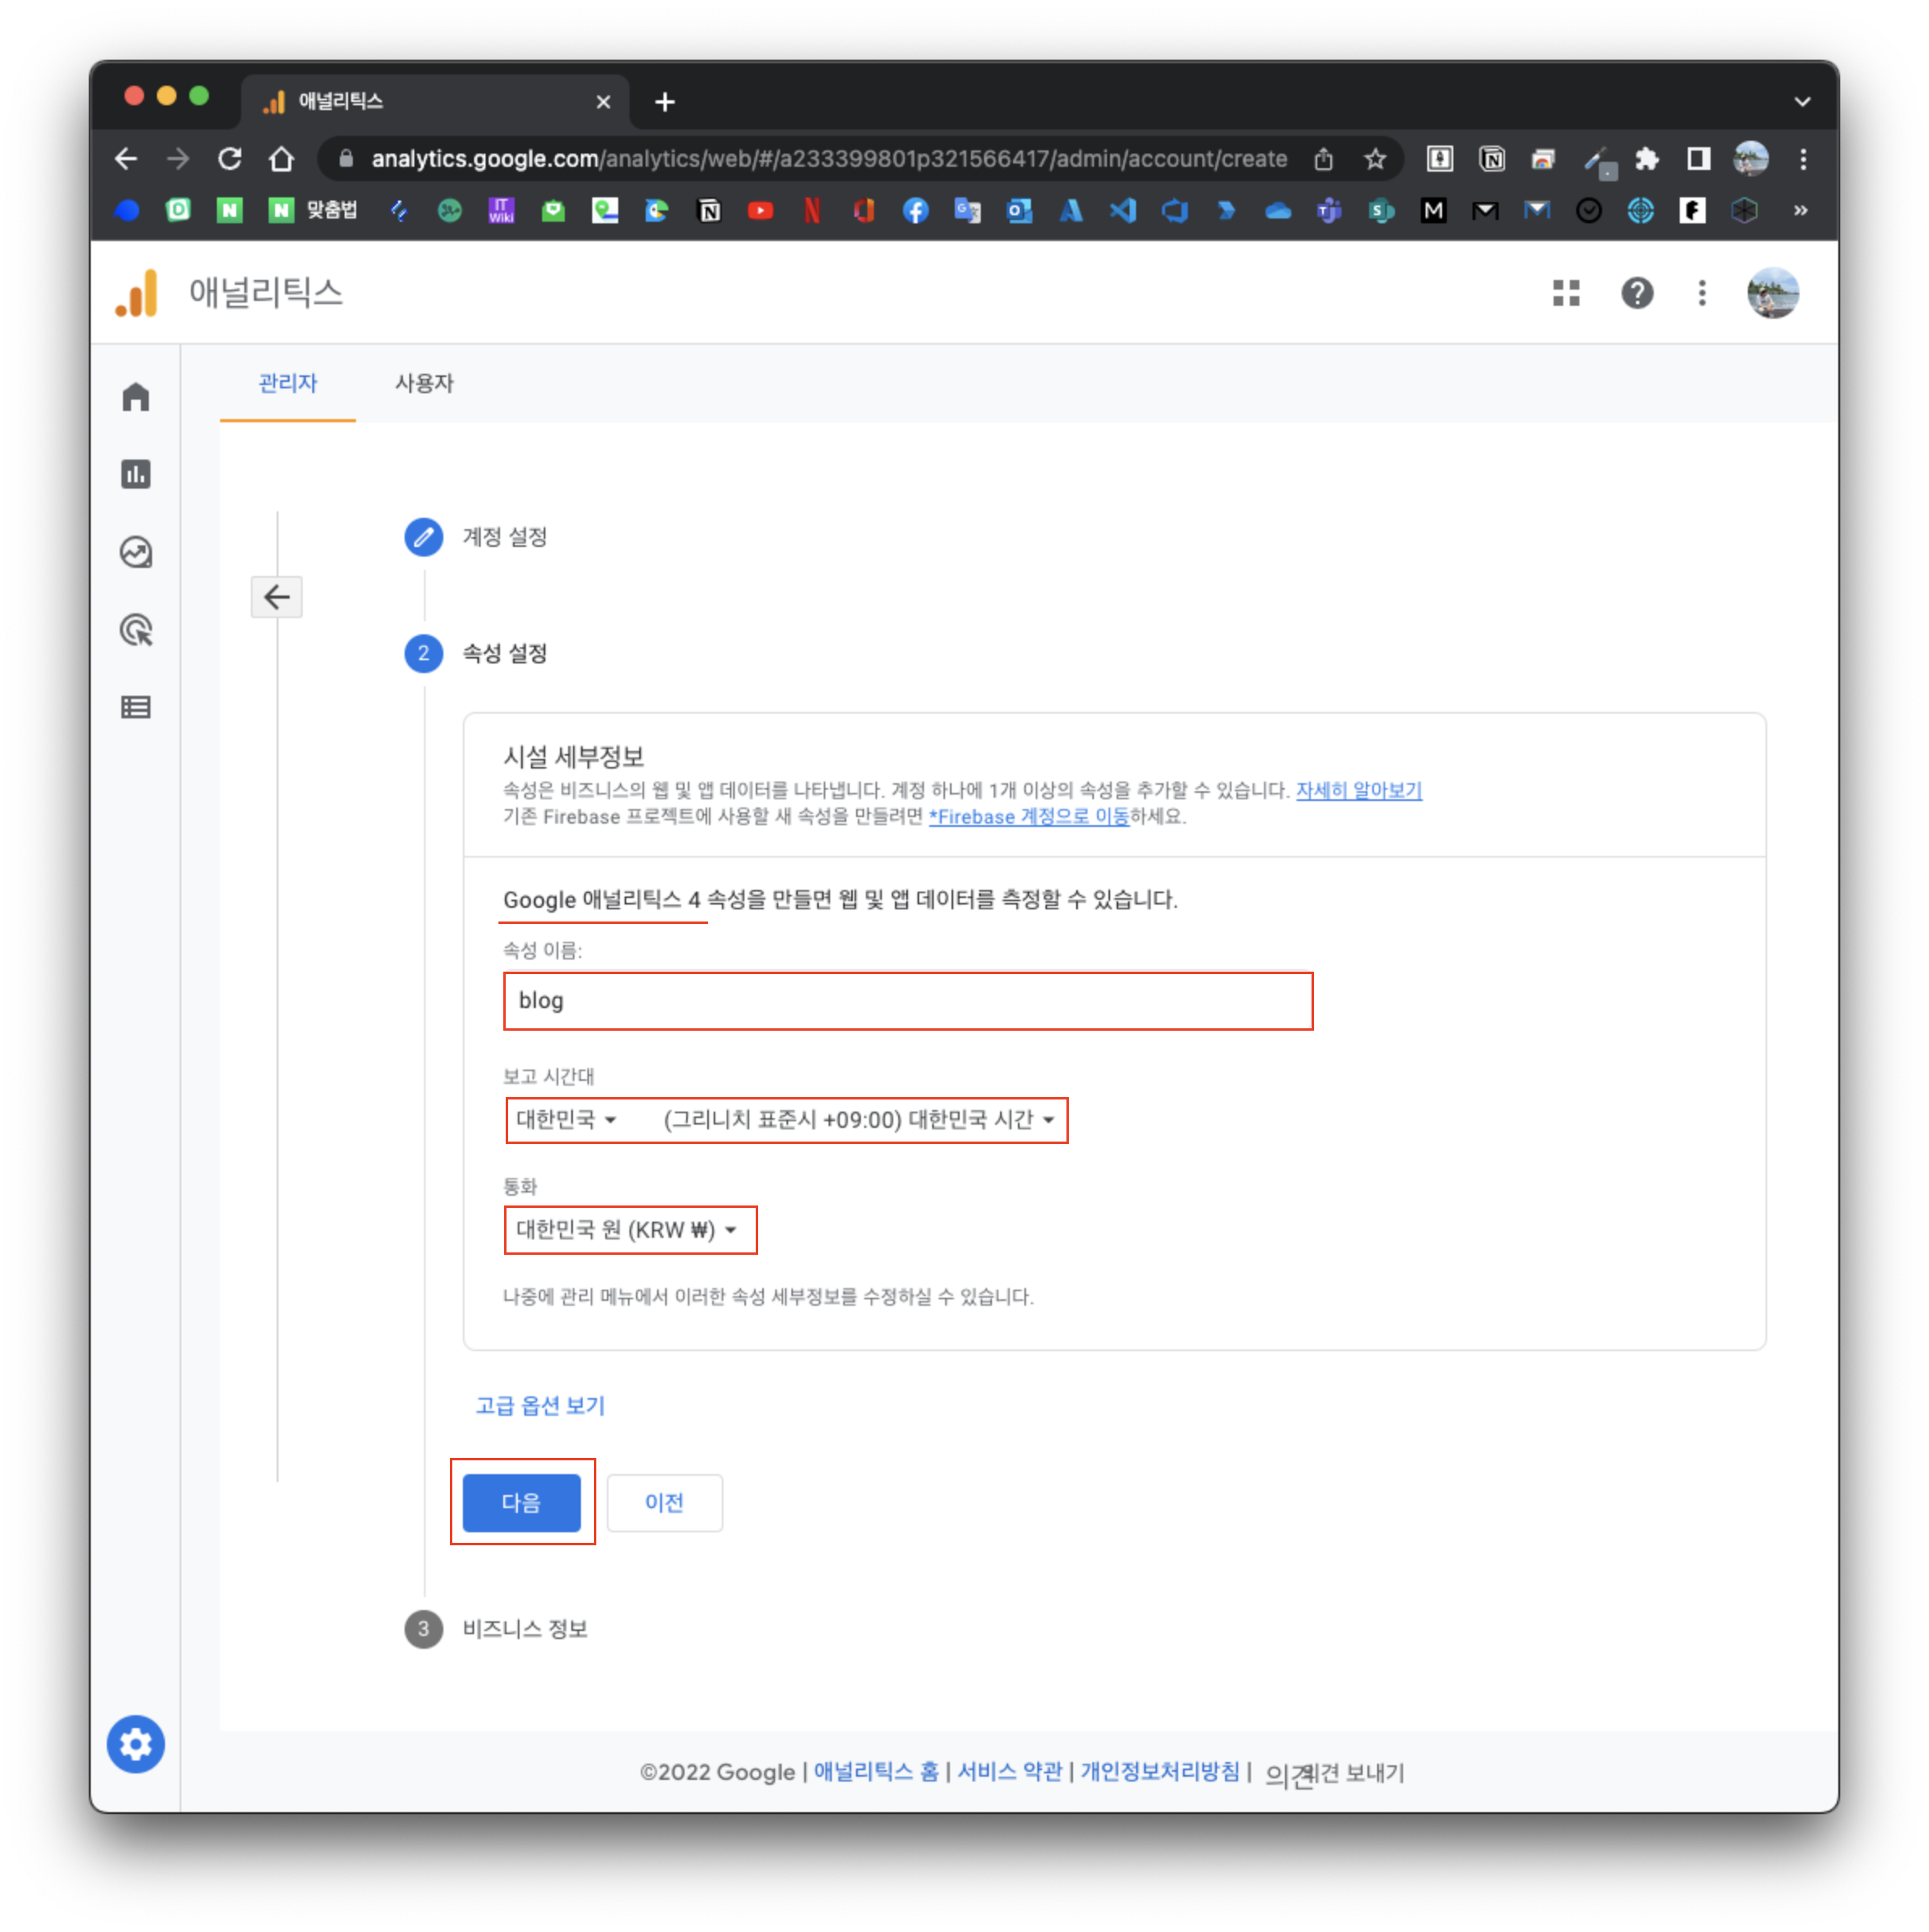 애널리틱스
analytics.google.com/analytics/web/#/a233399801p321566417/admin/account/create
맞춤법
IT Wiki
애널리틱스
관리자 사용자
계정 설정
2 속성 설정
시설 세부정보
속성은 비즈니스의 웹 및 앱 데이터를 나타냅니다. 계정 하나에 1개 이상의 속성을 추가할 수 있습니다. 자세히 알아보기
기존 Firebase 프로젝트에 사용할 새 속성을 만들려면 *Firebase 계정으로 이동하세요.
Google 애널리틱스 4 속성을 만들면 웹 및 앱 데이터를 측정할 수 있습니다.
속성 이름:
blog
보고 시간대
대한민국 (그리니치 표준시 +09:00) 대한민국 시간
통화
대한민국 원 (KRW ₩)
나중에 관리 메뉴에서 이러한 속성 세부정보를 수정하실 수 있습니다.
고급 옵션 보기
다음 이전
3 비즈니스 정보
©2022 Google | 애널리틱스 홈 | 서비스 약관 | 개인정보처리방침 | 의견 의견 보내기